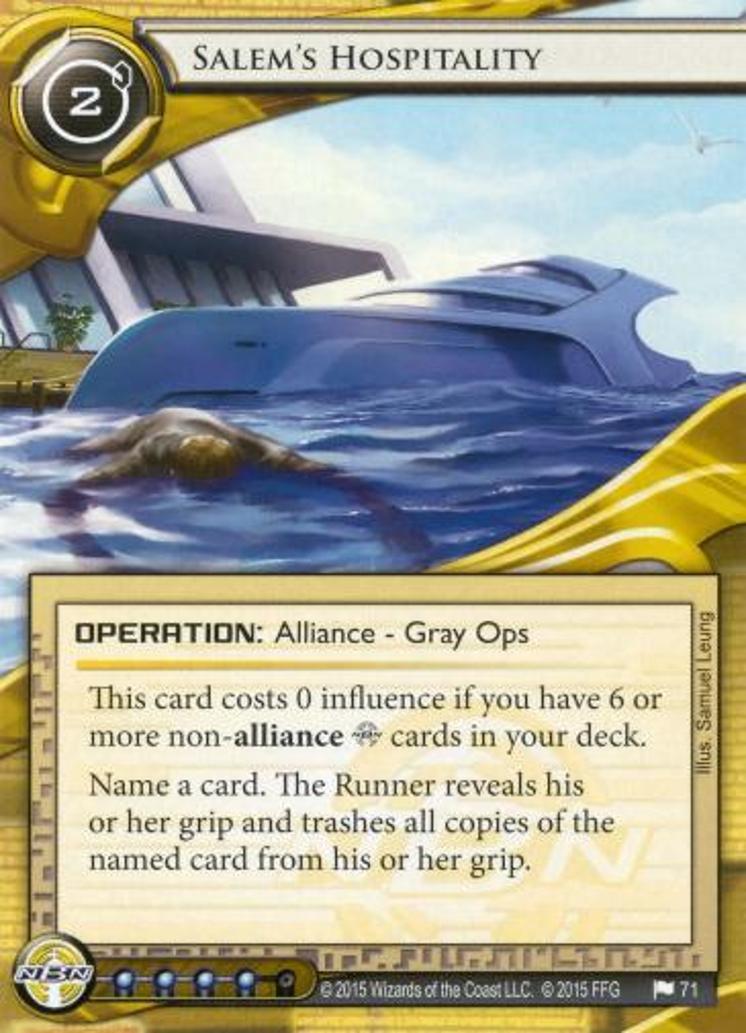 2
SALEM'S HOSPITALITY
OPERATION: Alliance - Gray Ops
This card costs 0 influence if you have 6 or
more non-alliance cards in your deck.
Name a card. The Runner reveals his
or her grip and trashes all copies of the
named card from his or her grip.
Illus. Samuel Leung
NBN
NBN
© 2015 Wizards of the Coast LLC. © 2015 FFG
71